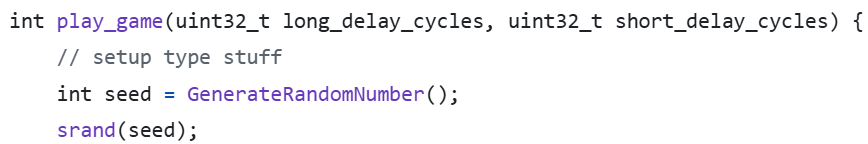 int play_game(uint32_t long_delay_cycles, uint32_t short_delay_cycles) {
    // setup type stuff
    int seed = GenerateRandomNumber();
    srand(seed);